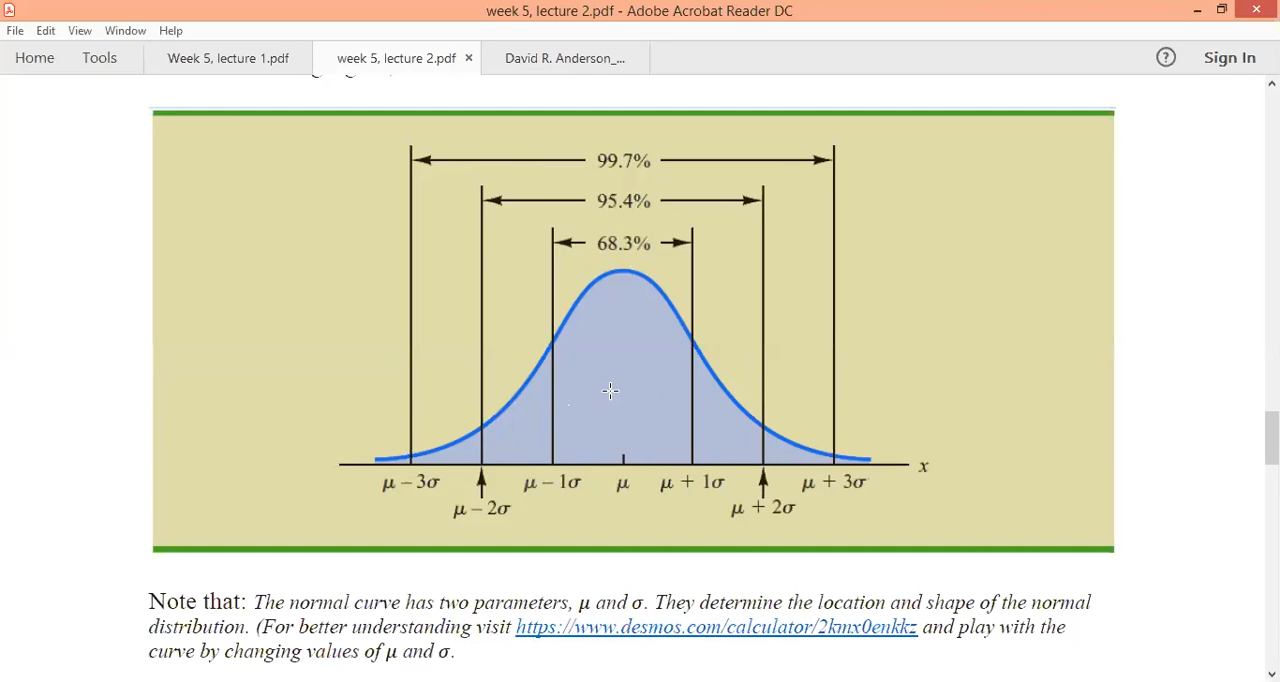 week 5, lecture 2.pdf - Adobe Acrobat Reader DC
File Edit View Window Help
Home Tools Week 5, lecture 1.pdf week 5, lecture 2.pdf × David R. Anderson_... ? Sign In
99.7%
95.4%
68.3%
x
μ – 3σ μ – 1σ μ μ + 1σ μ + 3σ
μ – 2σ μ + 2σ
Note that: The normal curve has two parameters, μ and σ. They determine the location and shape of the normal
distribution. (For better understanding visit https://www.desmos.com/calculator/2kmx0enkkz and play with the
curve by changing values of μ and σ.